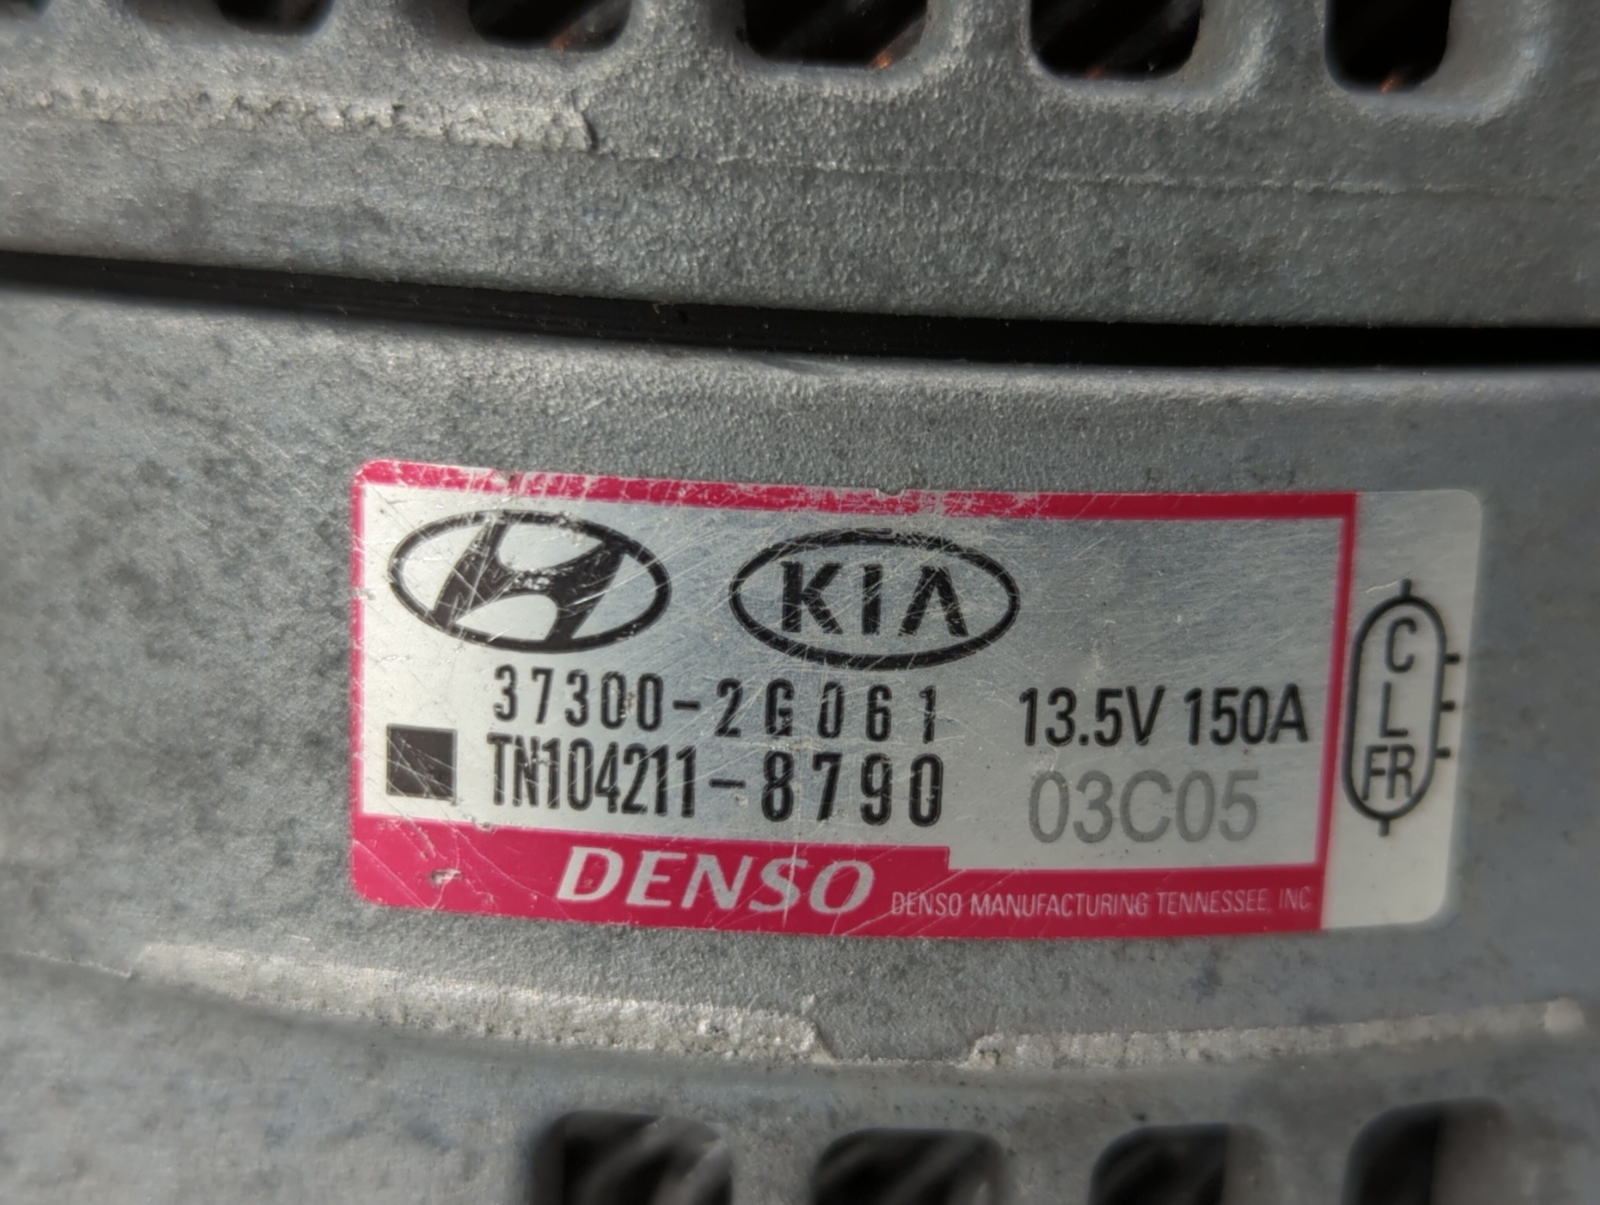 KIA
37300-2G061 13.5V 150A
TN104211-8790 03C05
DENSO DENSO MANUFACTURING TENNESSEE, INC
C
L
FR